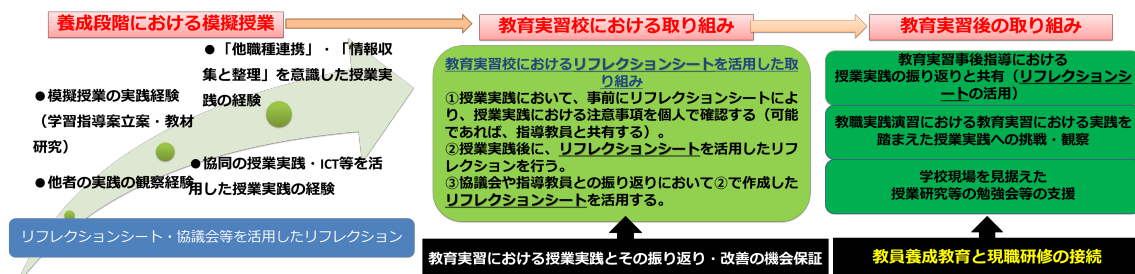 養成段階における模擬授業
●「他職種連携」・「情報収
集と整理」を意識した授業実
践の経験
●模擬授業の実践経験
（学習指導案立案・教材
研究）
●協同の授業実践・ICT等を活
用した授業実践の経験
●他者の実践の観察経験
リフレクションシート・協議会等を活用したリフレクション
教育実習校における取り組み
教育実習校におけるリフレクションシートを活用した取
り組み
①授業実践において、事前にリフレクションシートによ
り、授業実践における注意事項を個人で確認する（可能
であれば、指導教員と共有する）。
②授業実践後に、リフレクションシートを活用したリフ
レクションを行う。
③協議会や指導教員との振り返りにおいて②で作成した
リフレクションシートを活用する。
教育実習における授業実践とその振り返り・改善の機会保証
教育実習後の取り組み
教育実習事後指導における
授業実践の振り返りと共有（リフレクションシ
ートの活用）
教職実践演習における教育実習における実践を
踏まえた授業実践への挑戦・観察
学校現場を見据えた
授業研究等の勉強会等の支援
教員養成教育と現職研修の接続